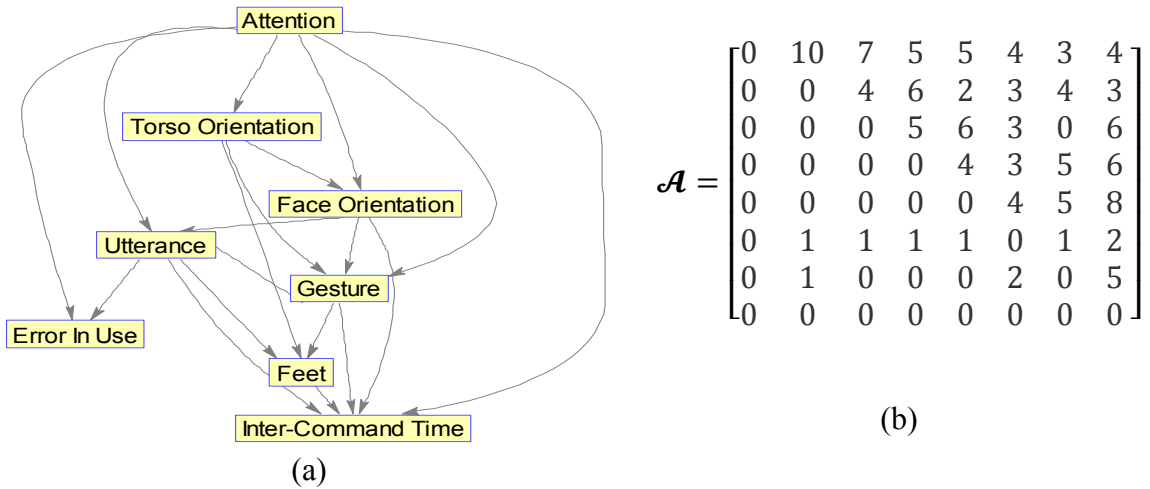 Attention
Torso Orientation
Face Orientation
Utterance
Gesture
Error In Use
Feet
Inter-Command Time
(a)
𝓐 =
0 10 7 5 5 4 3 4
0 0 4 6 2 3 4 3
0 0 0 5 6 3 0 6
0 0 0 0 4 3 5 6
0 0 0 0 0 4 5 8
0 1 1 1 1 0 1 2
0 1 0 0 0 2 0 5
0 0 0 0 0 0 0 0
(b)